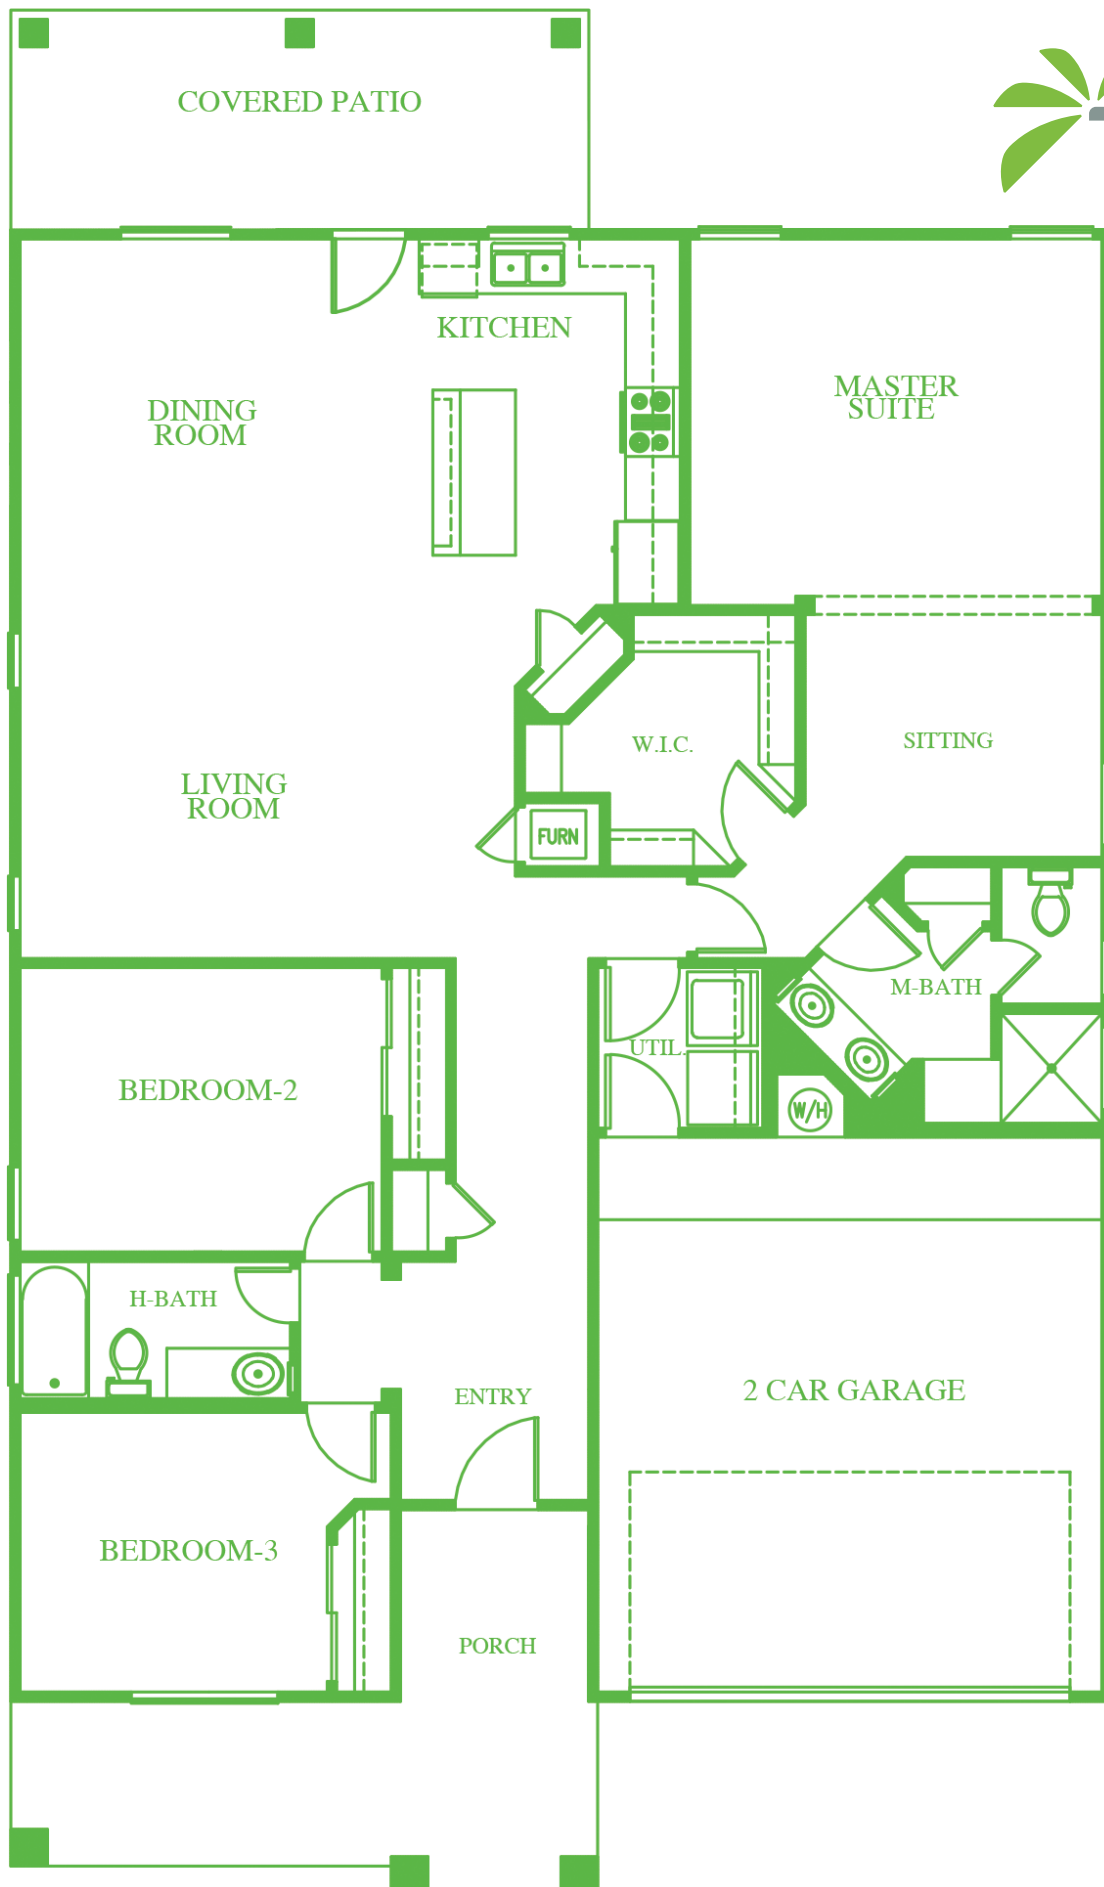 COVERED PATIO
KITCHEN
MASTER
SUITE
DINING
ROOM
W.I.C.
SITTING
LIVING
ROOM
FURN
M-BATH
UTIL.
BEDROOM-2
W/H
H-BATH
ENTRY
2 CAR GARAGE
BEDROOM-3
PORCH